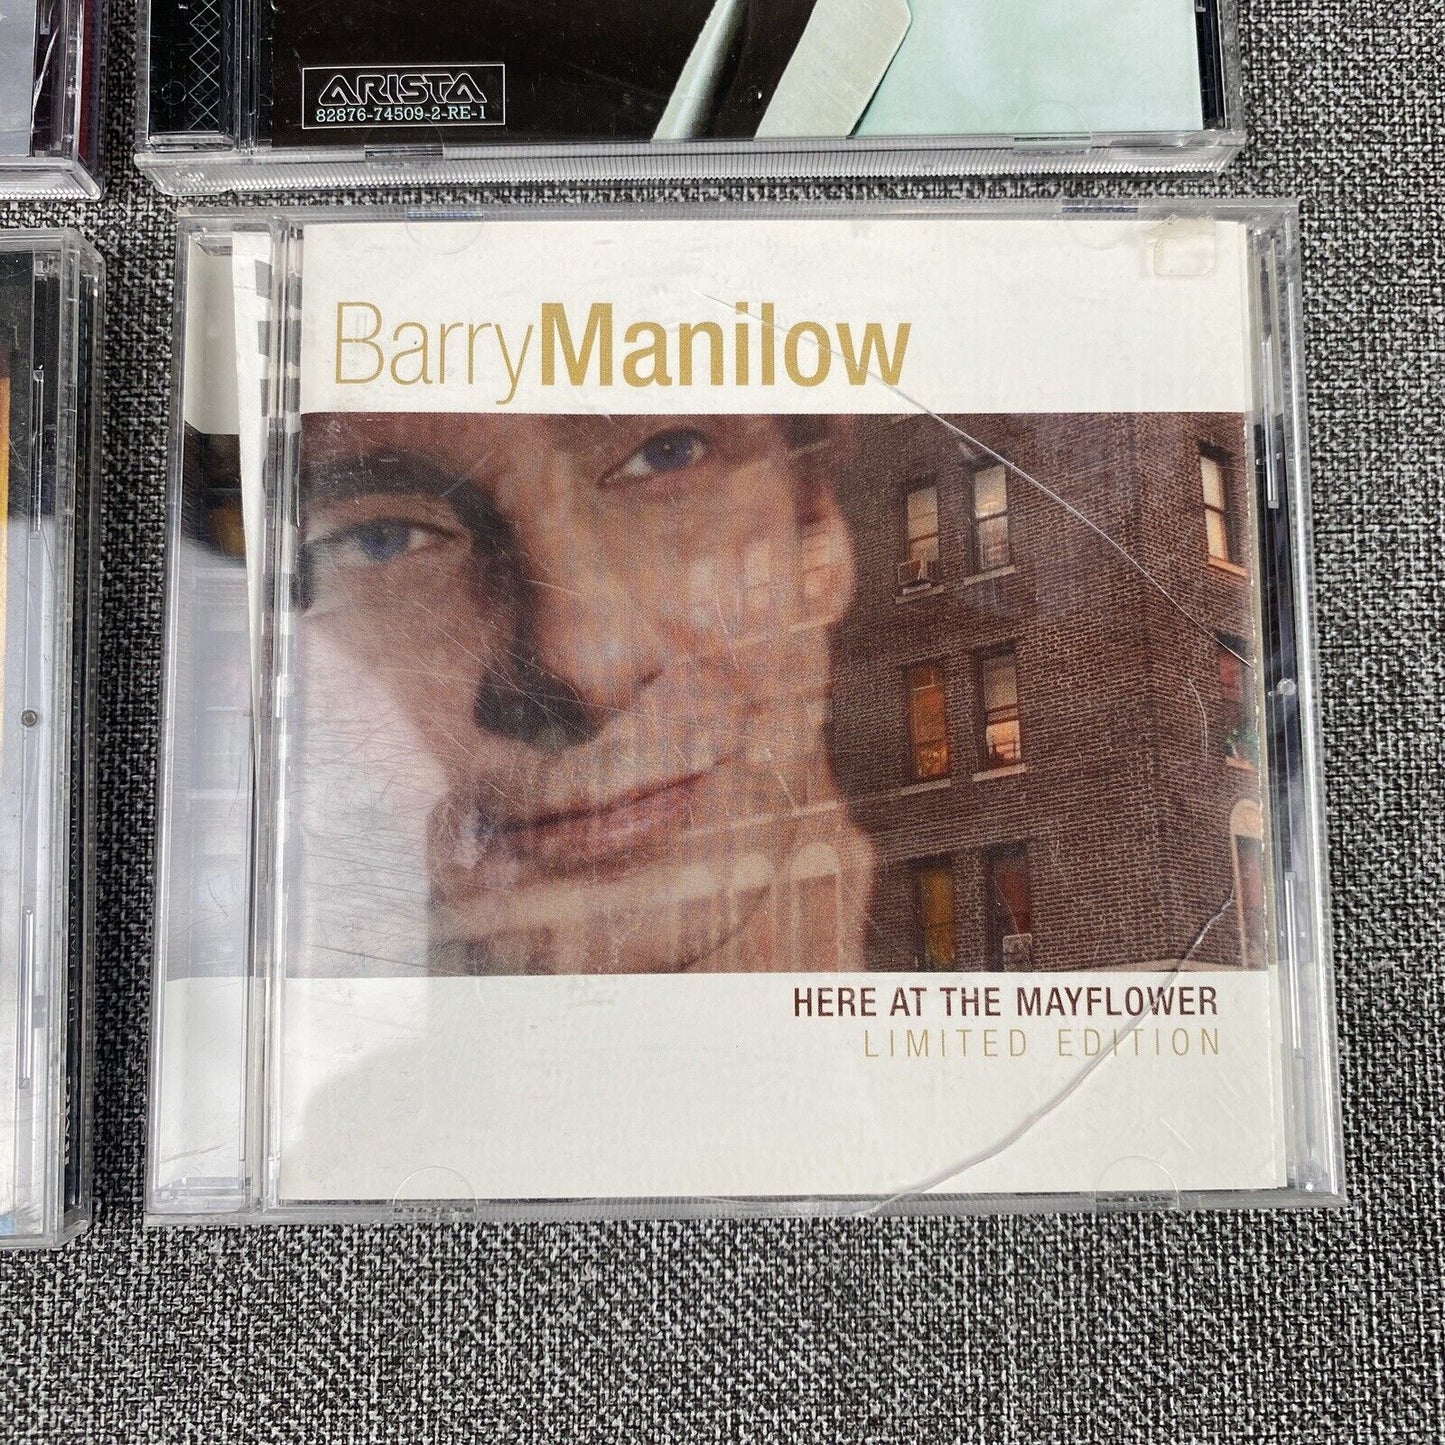 ARISTA
82876-74509-2-RE-1
BarryManilow
HERE AT THE MAYFLOWER
LIMITED EDITION